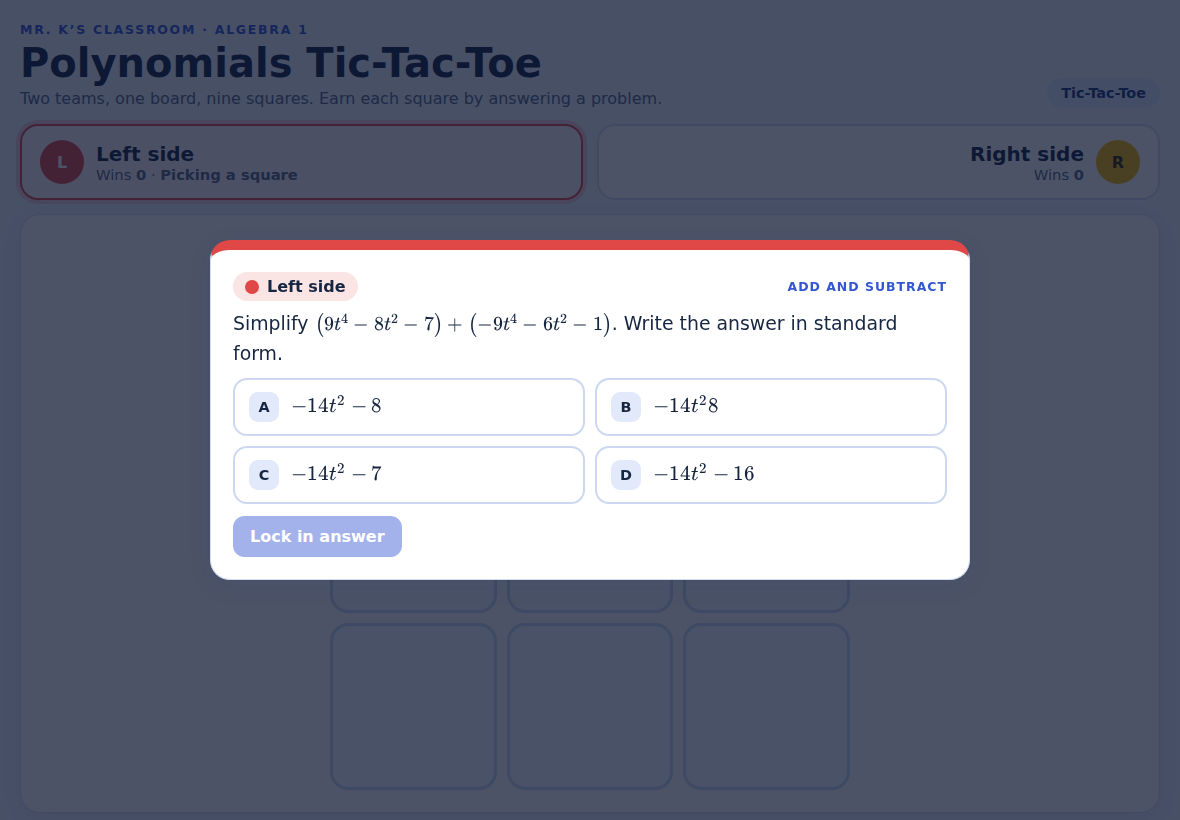 MR. K’S CLASSROOM · ALGEBRA 1
Polynomials Tic-Tac-Toe
Two teams, one board, nine squares. Earn each square by answering a problem.
Tic-Tac-Toe
L
Left side
Wins 0 · Picking a square
Right side
Wins 0
R
Left side
ADD AND SUBTRACT
Simplify (9t⁴ − 8t² − 7) + (−9t⁴ − 6t² − 1). Write the answer in standard
form.
A −14t² − 8
B −14t²8
C −14t² − 7
D −14t² − 16
Lock in answer